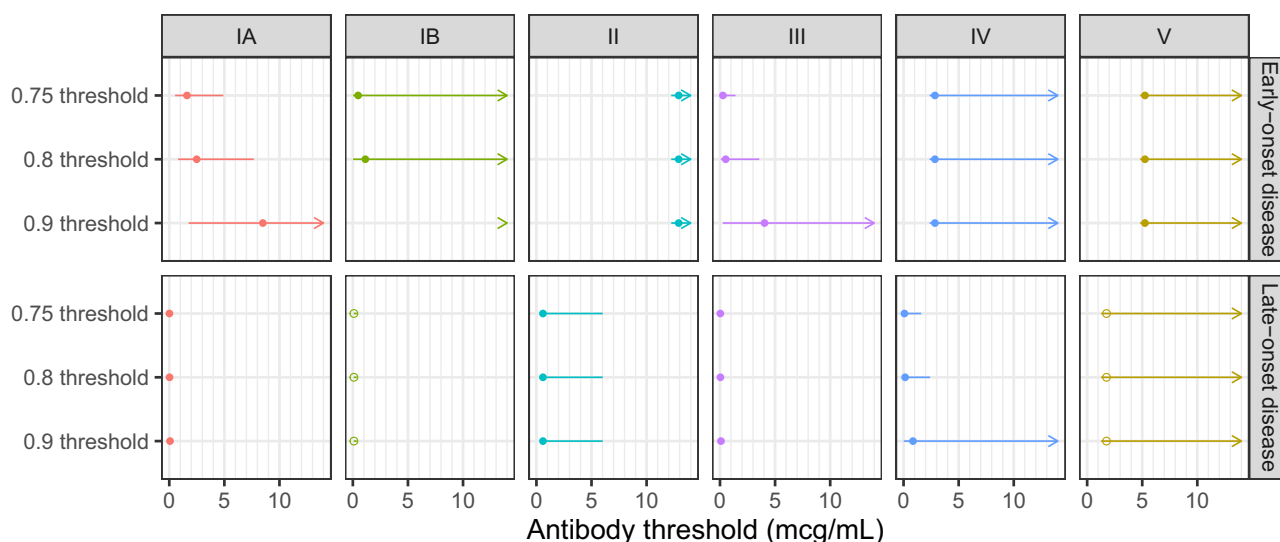 IA IB II III IV V
0.75 threshold
0.8 threshold
0.9 threshold
Early−onset disease
0.75 threshold
0.8 threshold
0.9 threshold
Late−onset disease
0 5 10 0 5 10 0 5 10 0 5 10 0 5 10 0 5 10
Antibody threshold (mcg/mL)